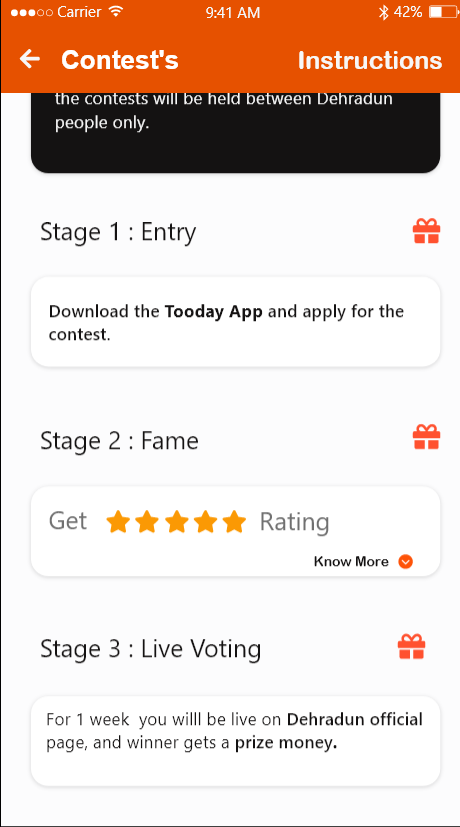 Carrier 9:41 AM 42%
Contest's Instructions
the contests will be held between Dehradun
people only.
Stage 1 : Entry
Download the Tooday App and apply for the
contest.
Stage 2 : Fame
Get Rating
Know More
Stage 3 : Live Voting
For 1 week you willl be live on Dehradun official
page, and winner gets a prize money.